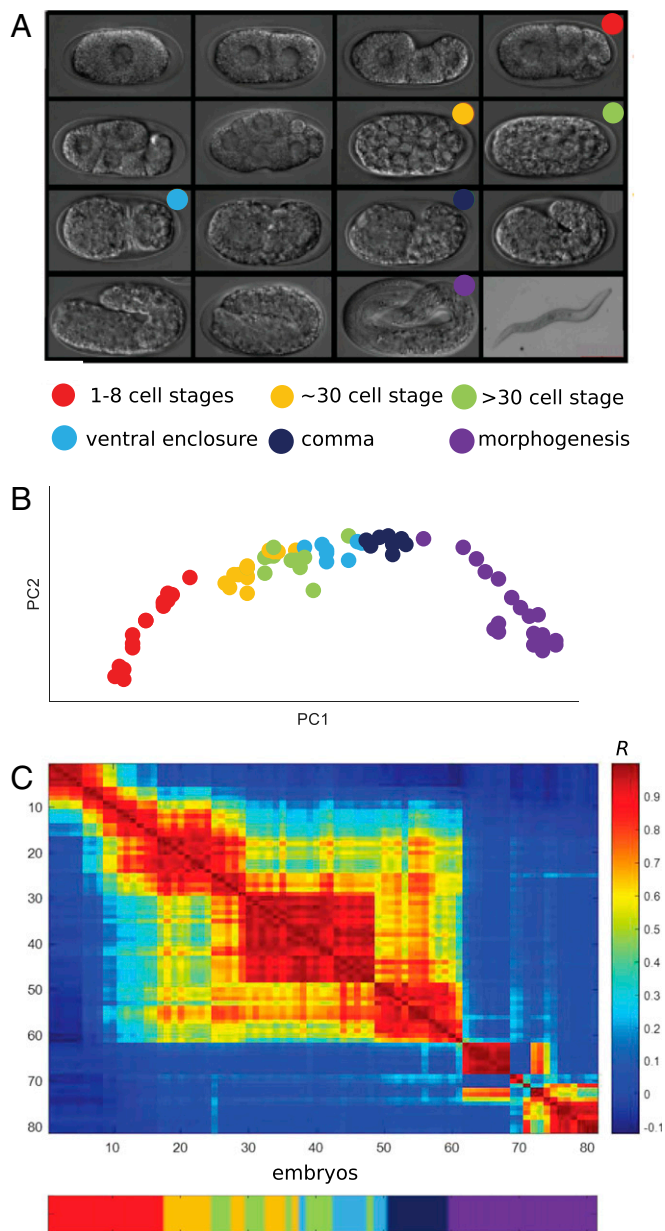 A
1-8 cell stages
~30 cell stage
>30 cell stage
ventral enclosure
comma
morphogenesis
B
PC2
PC1
C
R
10
20
30
40
50
60
70
80
0.9
0.8
0.7
0.6
0.5
0.4
0.3
0.2
0.1
0
-0.1
10 20 30 40 50 60 70 80
embryos